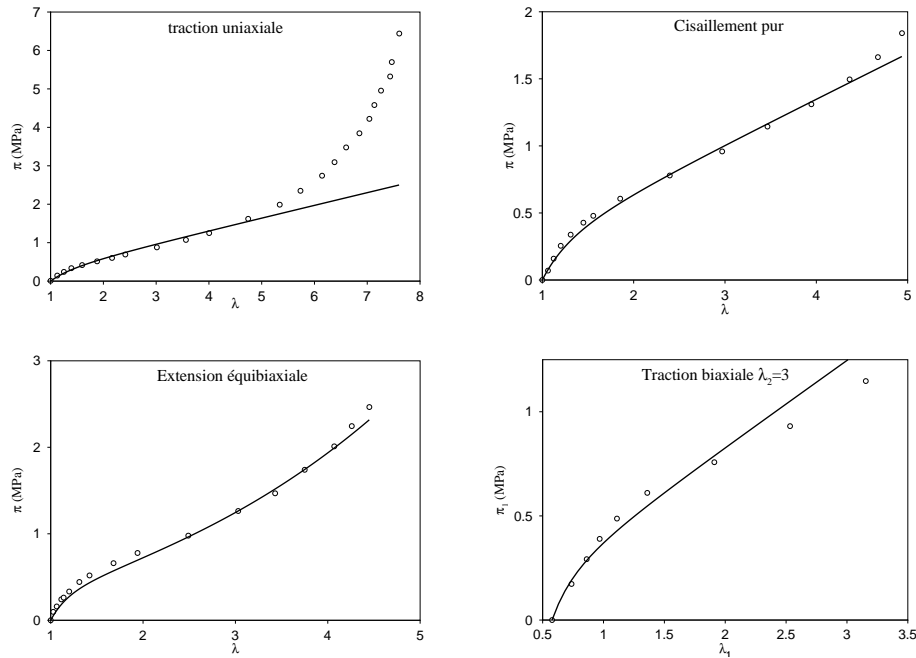 traction uniaxiale
7
6
5
4
3
2
1
0
π (MPa)
1 2 3 4 5 6 7 8
λ
Cisaillement pur
2
1.5
1
0.5
0
π (MPa)
1 2 3 4 5
λ
Extension équibiaxiale
3
2
1
0
π (MPa)
1 2 3 4 5
λ
Traction biaxiale λ₂=3
1
0.5
0
π₁ (MPa)
0.5 1 1.5 2 2.5 3 3.5
λ₁